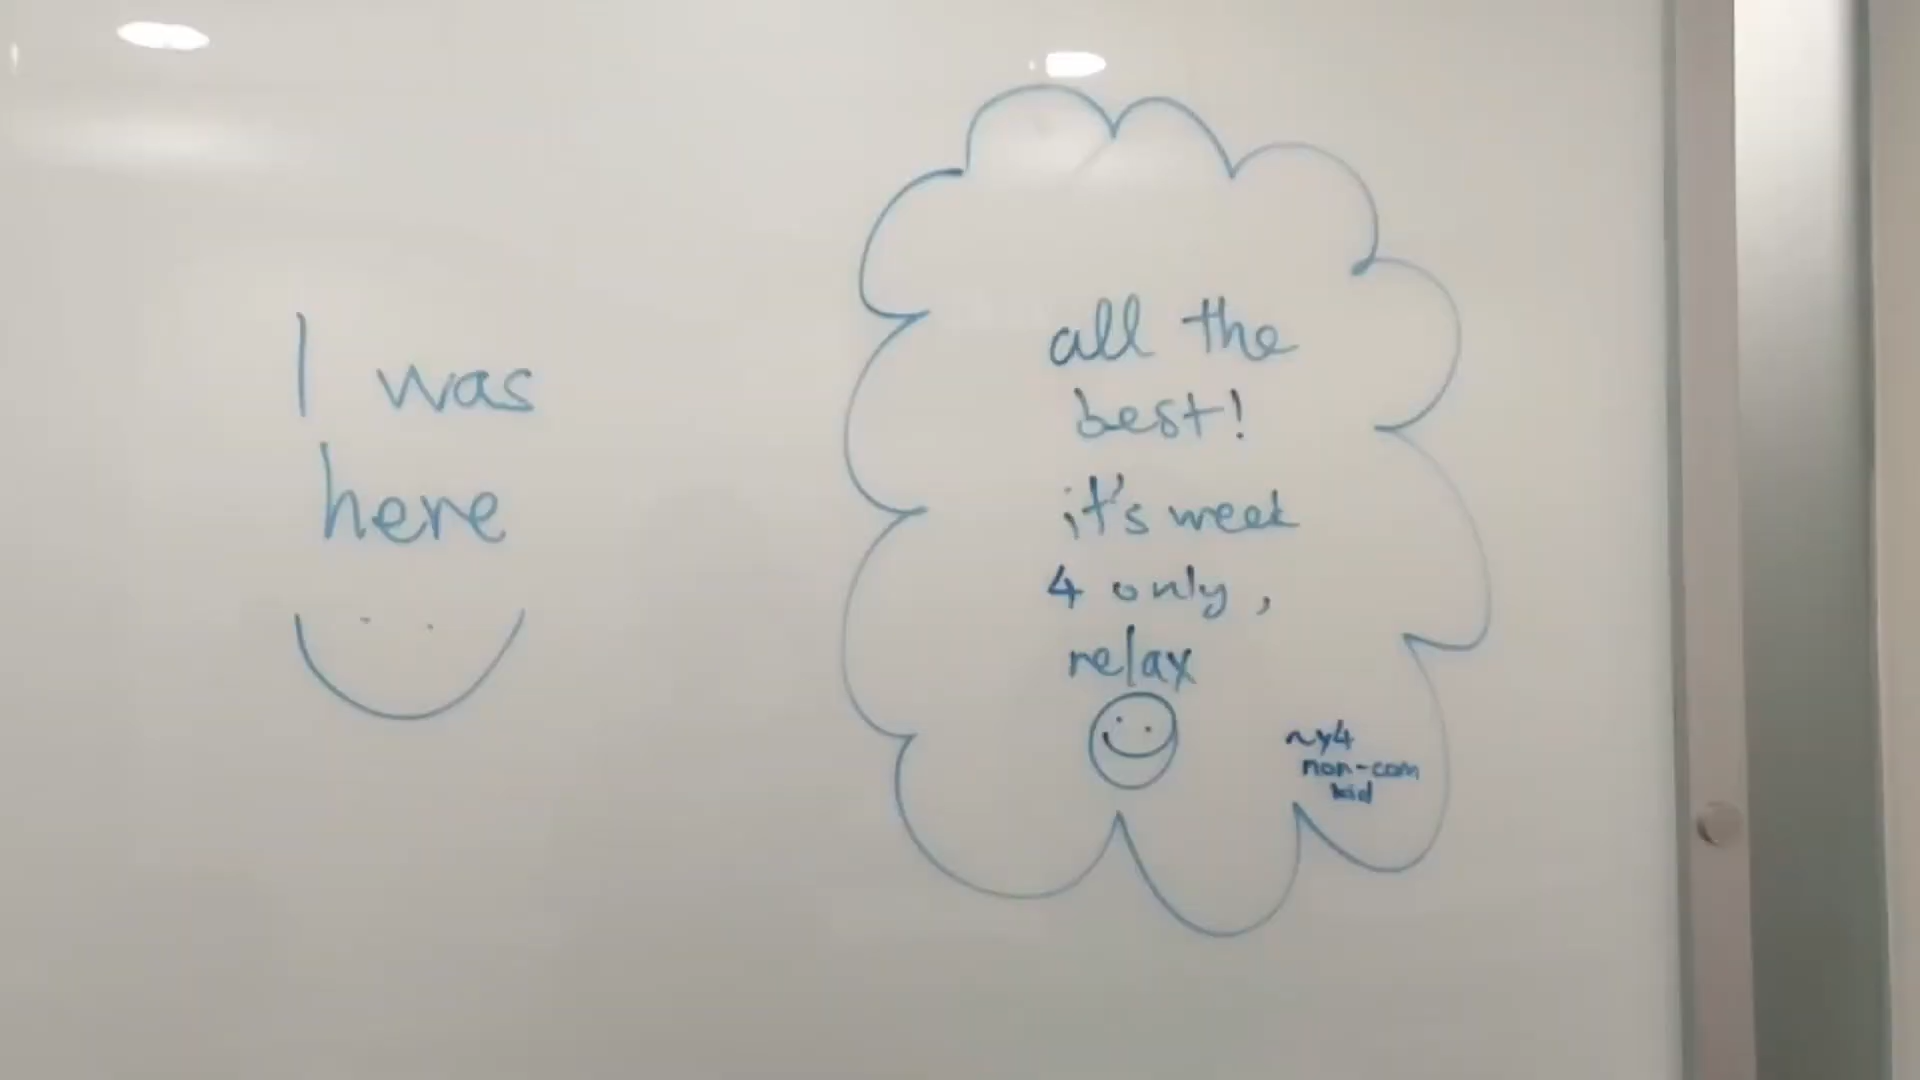 I was
here
all the
best!
it's week
4 only,
relax
~y4
non-com
kid